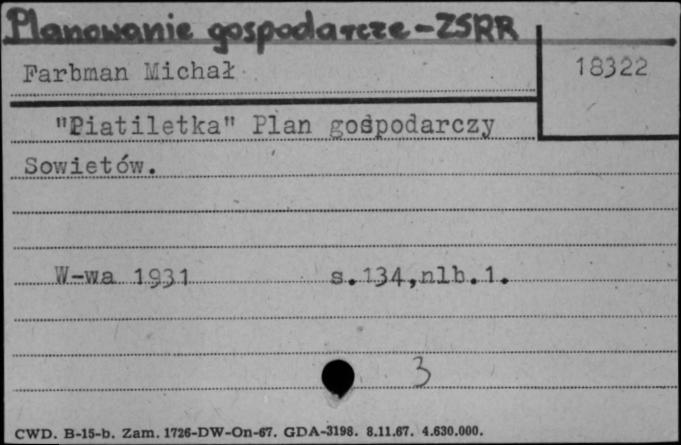 Planowanie gospodarcze-ZSRR
Farbman Michał
18322
"Piatiletka" Plan gospodarczy
Sowietów.
W-wa 1931 s.134,nlb.1.
3
CWD. B-15-b. Zam. 1726-DW-On-67. GDA-3198. 8.11.67. 4.630.000.